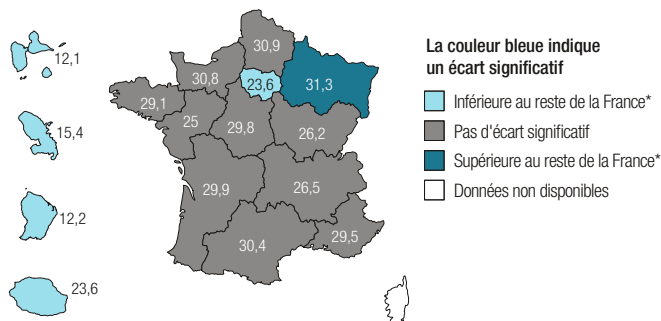 12,1
15,4
12,2
23,6
30,9
30,8
23,6
31,3
29,1
25
29,8
26,2
29,9
26,5
30,4
29,5
La couleur bleue indique
un écart significatif
Inférieure au reste de la France*
Pas d'écart significatif
Supérieure au reste de la France*
Données non disponibles